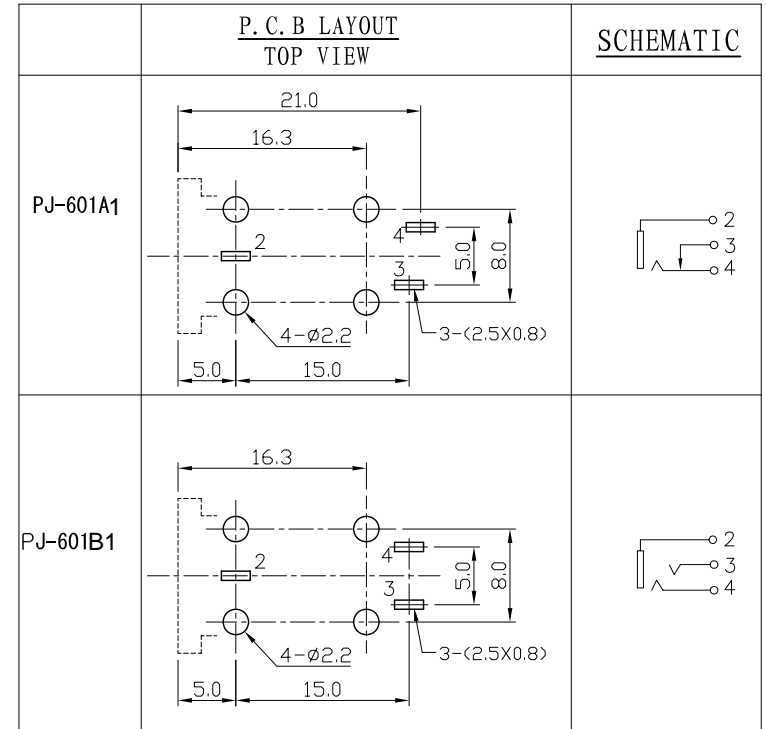 P.C.B LAYOUT
TOP VIEW
SCHEMATIC
PJ-601A1
21.0
16.3
2
4
3
5.0
8.0
4-Ø2.2
3-(2.5X0.8)
5.0
15.0
2
3
4
PJ-601B1
16.3
2
4
3
5.0
8.0
4-Ø2.2
3-(2.5X0.8)
5.0
15.0
2
3
4